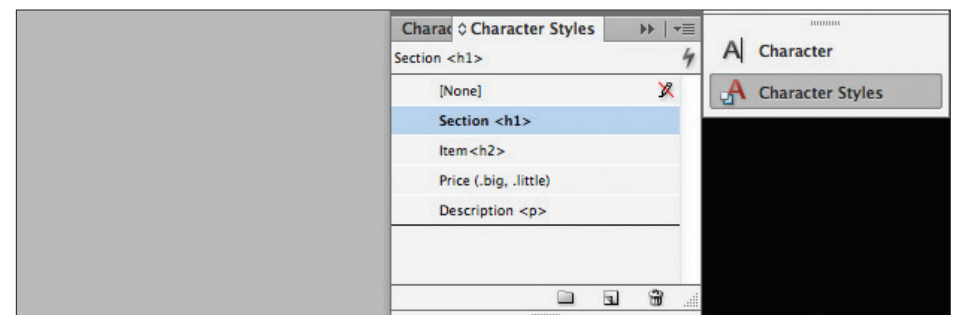 Charac Character Styles
Section <h1>
[None]
Section <h1>
Item<h2>
Price (.big, .little)
Description <p>
A Character
A Character Styles